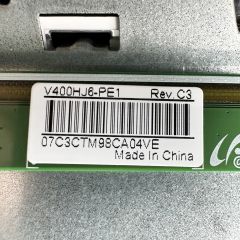 V400HJ6-PE1 Rev.C3
07C3CTM98CA04VE
Made In China